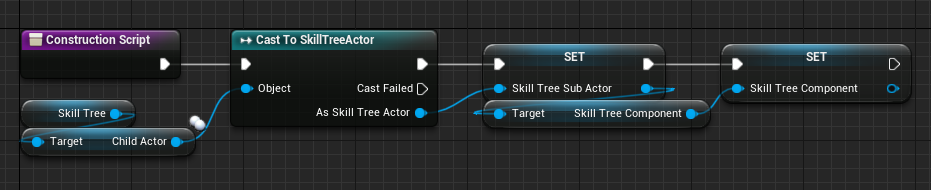 Construction Script
Cast To SkillTreeActor
SET
SET
Object
Cast Failed
Skill Tree Sub Actor
Skill Tree Component
Skill Tree
As Skill Tree Actor
Target
Skill Tree Component
Target
Child Actor